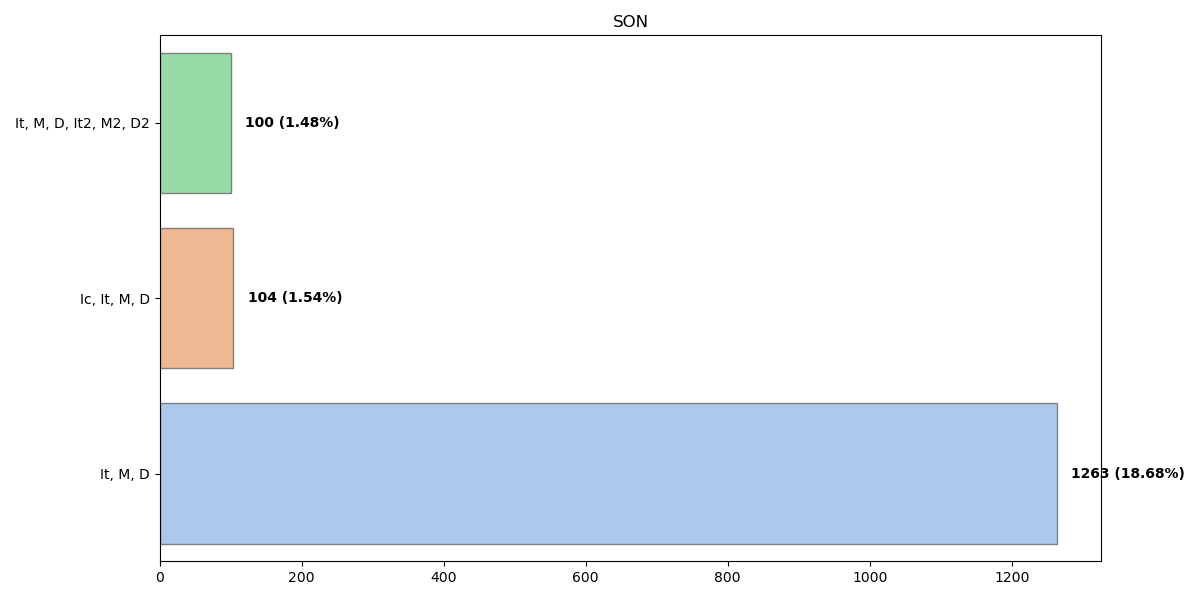 SON
It, M, D, It2, M2, D2
100 (1.48%)
Ic, It, M, D
104 (1.54%)
It, M, D
1263 (18.68%)
0 200 400 600 800 1000 1200